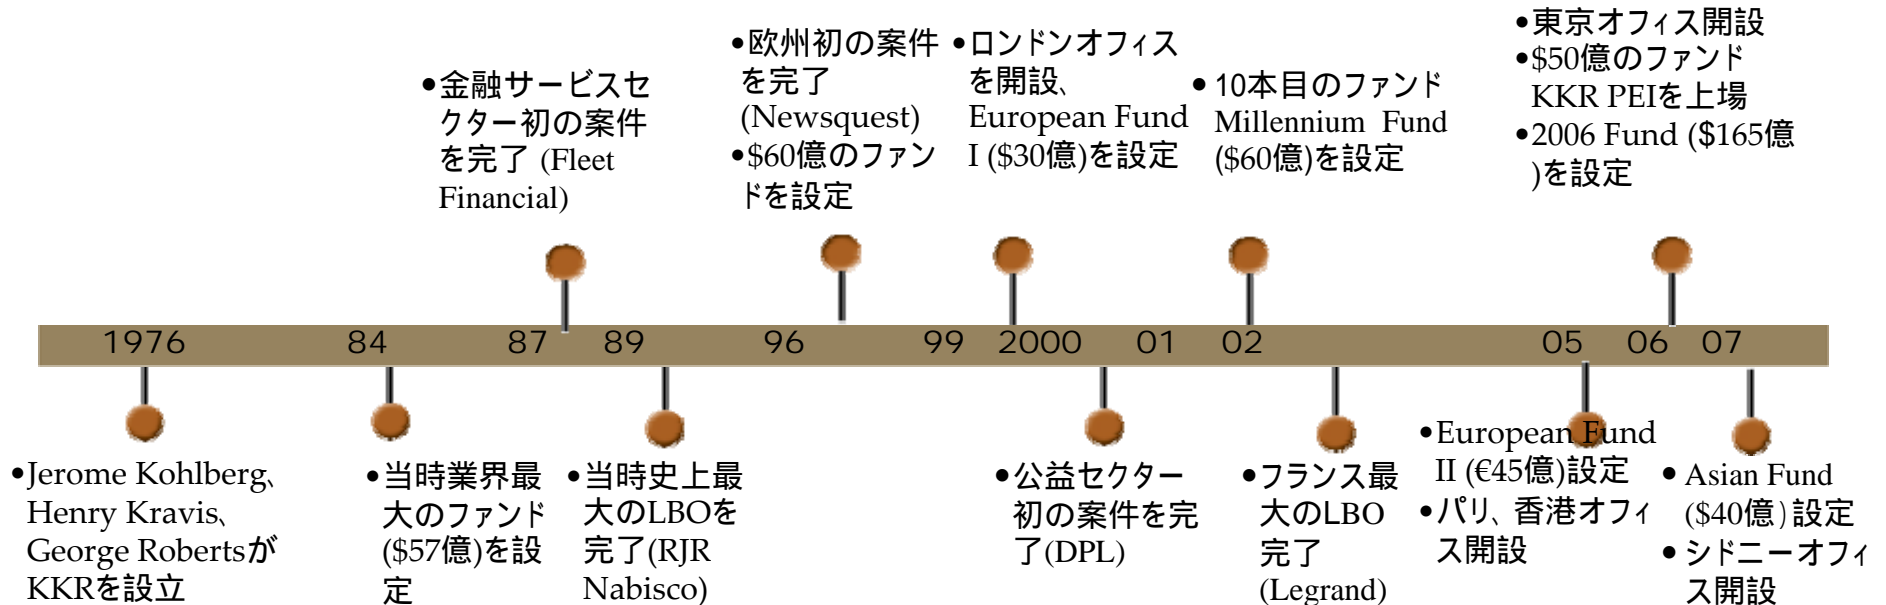 •金融サービスセ
クター初の案件
を完了 (Fleet
Financial)
•欧州初の案件
を完了
(Newsquest)
•$60億のファン
ドを設定
•ロンドンオフィス
を開設、
European Fund
I ($30億)を設定
•10本目のファンド
Millennium Fund
($60億)を設定
•東京オフィス開設
•$50億のファンド
KKR PEIを上場
•2006 Fund ($165億
)を設定
1976 84 87 89 96 99 2000 01 02 05 06 07
•Jerome Kohlberg、
Henry Kravis、
George Robertsが
KKRを設立
•当時業界最
大のファンド
($57億)を設
定
•当時史上最
大のLBOを
完了(RJR
Nabisco)
•公益セクター
初の案件を完
了(DPL)
•フランス最
大のLBO
完了
(Legrand)
•European Fund
II (€45億)設定
•パリ、香港オフィ
ス開設
•Asian Fund
($40億)設定
•シドニーオフィ
ス開設